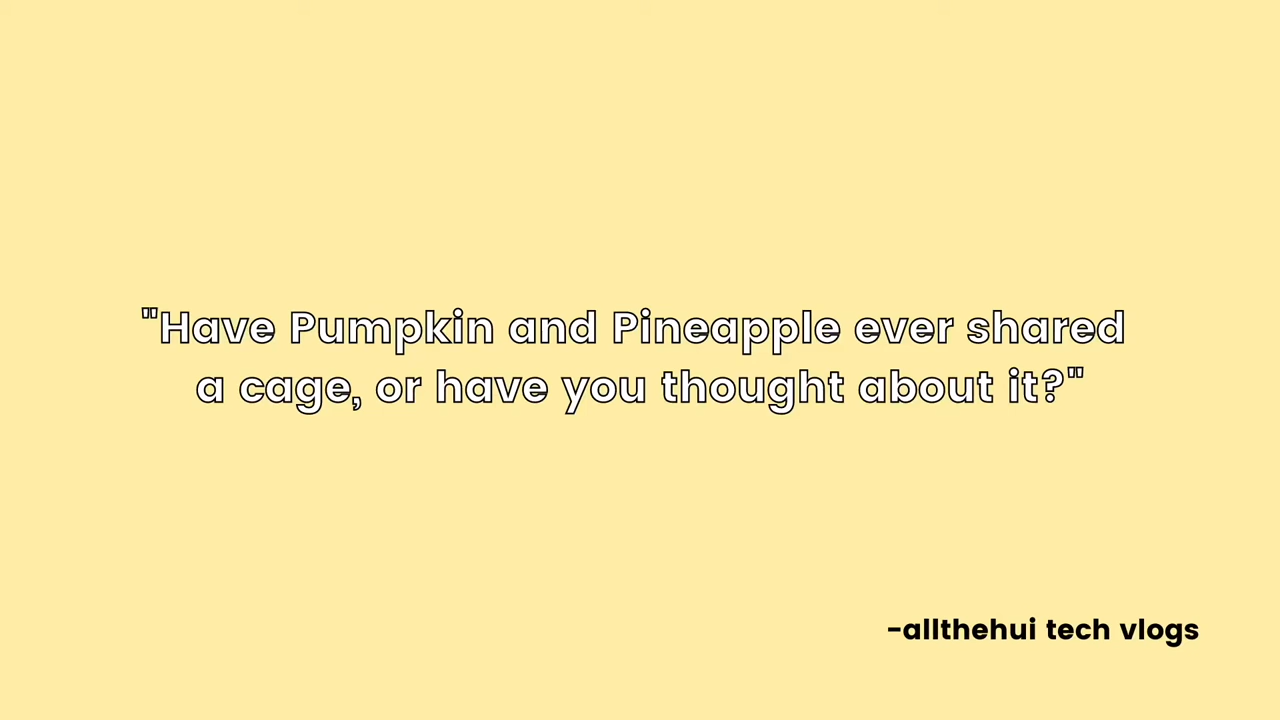 "Have Pumpkin and Pineapple ever shared
a cage, or have you thought about it?"
-allthehui tech vlogs